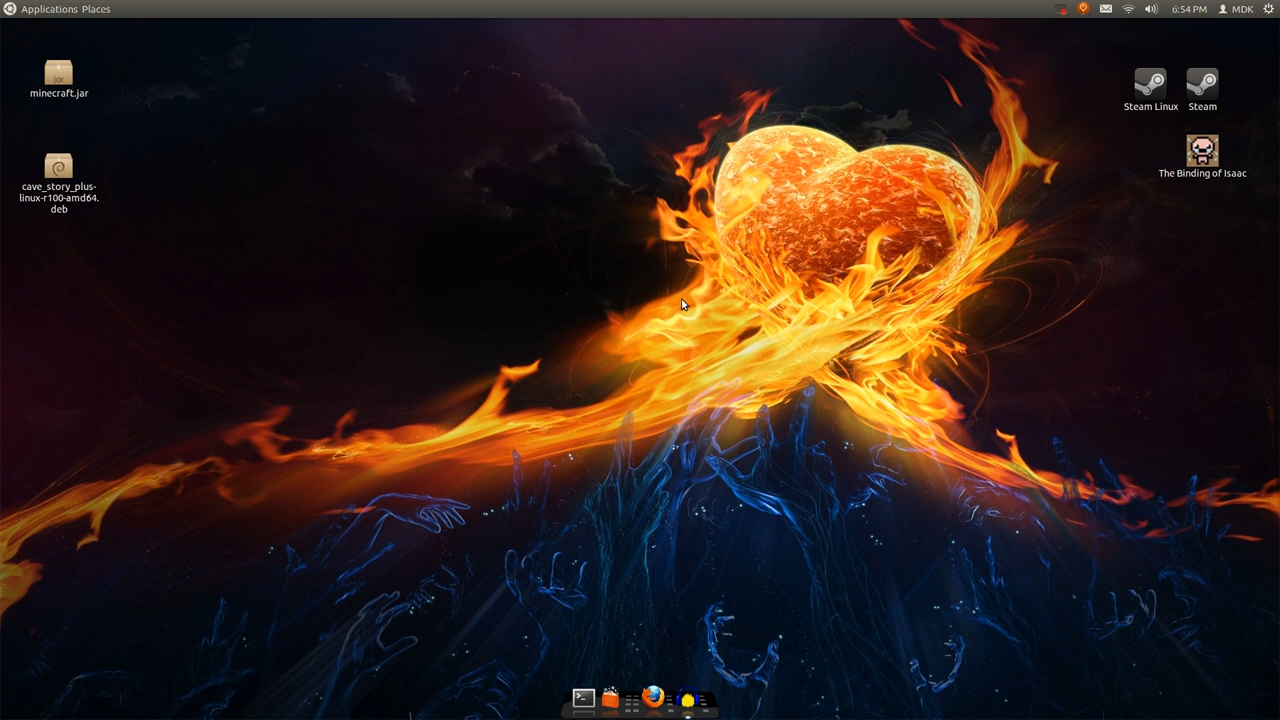 Applications Places
6:54 PM
MDK
minecraft.jar
cave_story_plus-
linux-r100-amd64.
deb
Steam Linux
Steam
The Binding of Isaac
jar
>_